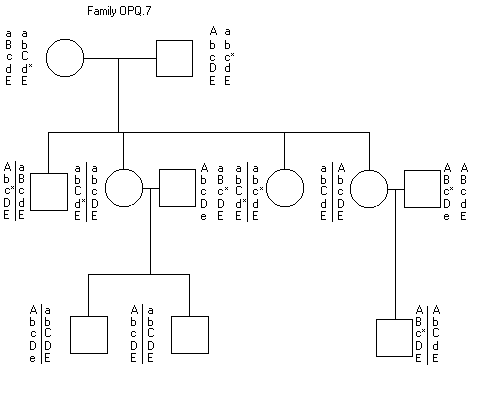 Family OPQ.7
a a A a
B b b b
c C c c*
d d* D d
E E E E
A a a a A a a a a A A A
b B b b b B b b b b B B
c* c C c c c* C c* C c c* C
D d d* D D D d* d d D D d
E E E E e E E E E E e E
A a A a A A
b b b b B b
c C c C c* C
D D D D D d
e E E E E E